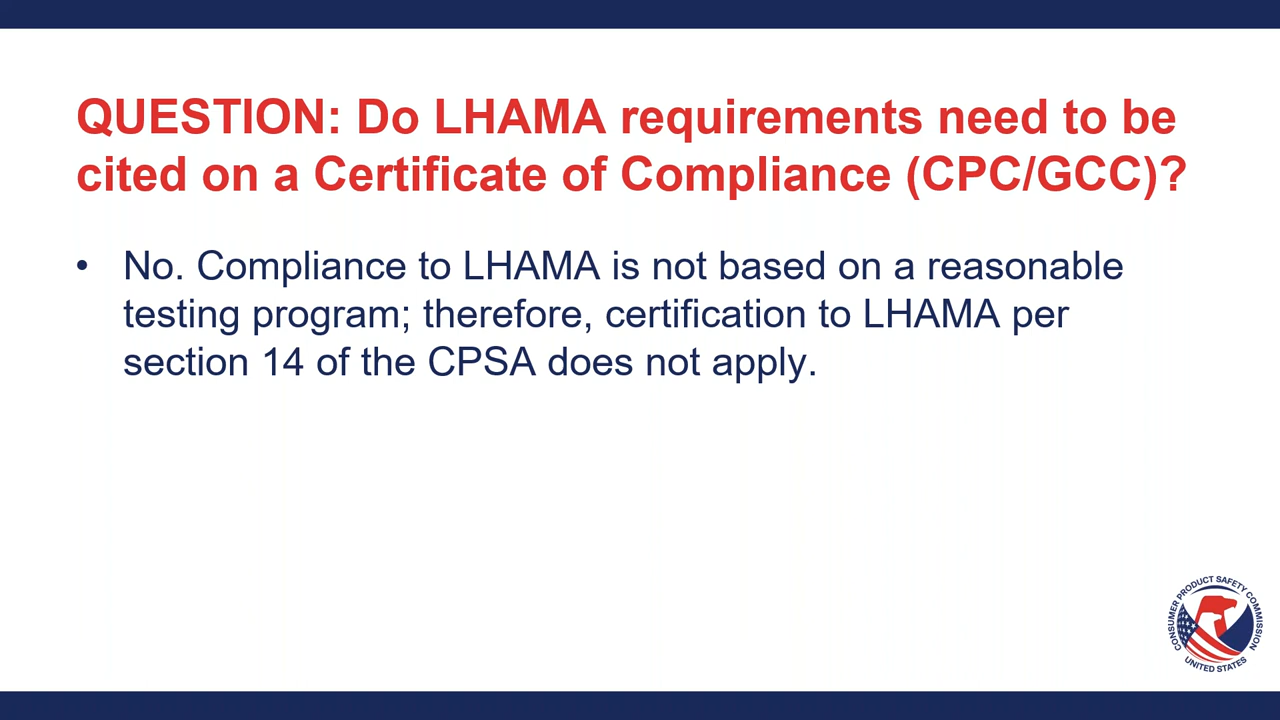 QUESTION: Do LHAMA requirements need to be
cited on a Certificate of Compliance (CPC/GCC)?
• No. Compliance to LHAMA is not based on a reasonable
testing program; therefore, certification to LHAMA per
section 14 of the CPSA does not apply.
CONSUMER PRODUCT SAFETY COMMISSION
UNITED STATES